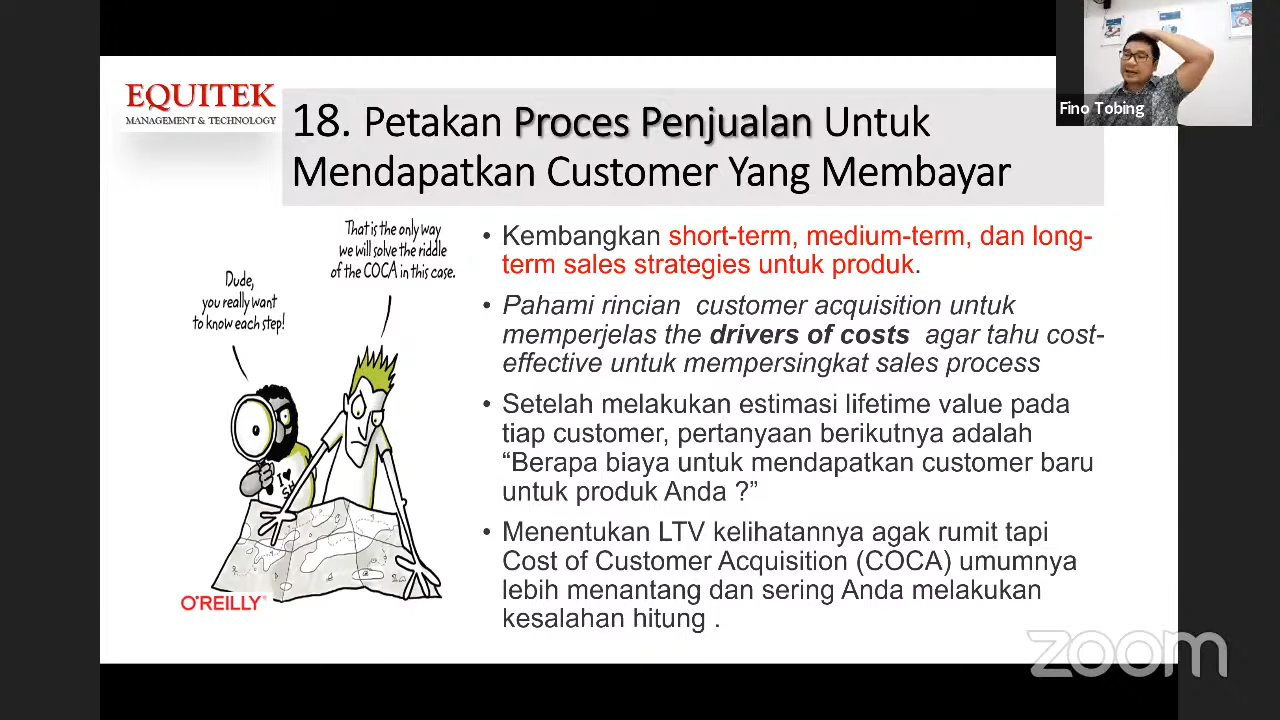 EQUITEK
MANAGEMENT & TECHNOLOGY
18. Petakan Proces Penjualan Untuk
Mendapatkan Customer Yang Membayar
Fino Tobing
That is the only way
we will solve the riddle
of the COCA in this case.
Dude,
you really want
to know each step!
I
O'REILLY
• Kembangkan short-term, medium-term, dan long-
term sales strategies untuk produk.
• Pahami rincian customer acquisition untuk
memperjelas the drivers of costs agar tahu cost-
effective untuk mempersingkat sales process
• Setelah melakukan estimasi lifetime value pada
tiap customer, pertanyaan berikutnya adalah
“Berapa biaya untuk mendapatkan customer baru
untuk produk Anda ?”
• Menentukan LTV kelihatannya agak rumit tapi
Cost of Customer Acquisition (COCA) umumnya
lebih menantang dan sering Anda melakukan
kesalahan hitung .
zoom